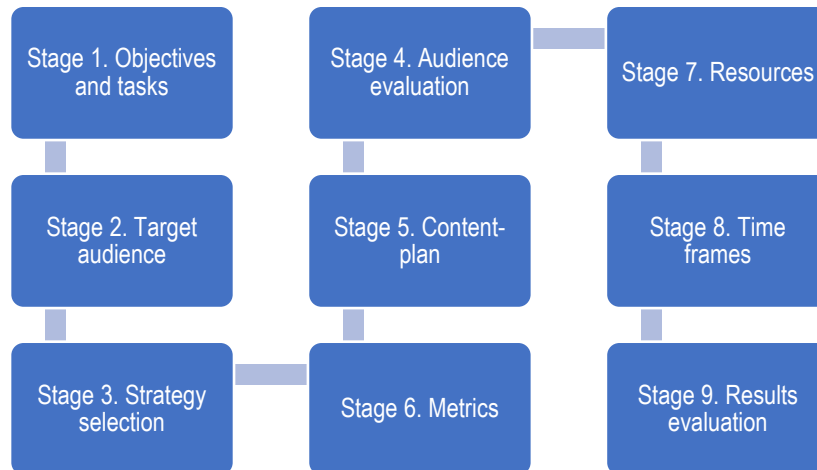 Stage 1. Objectives
and tasks
Stage 2. Target
audience
Stage 3. Strategy
selection
Stage 4. Audience
evaluation
Stage 5. Content-
plan
Stage 6. Metrics
Stage 7. Resources
Stage 8. Time
frames
Stage 9. Results
evaluation